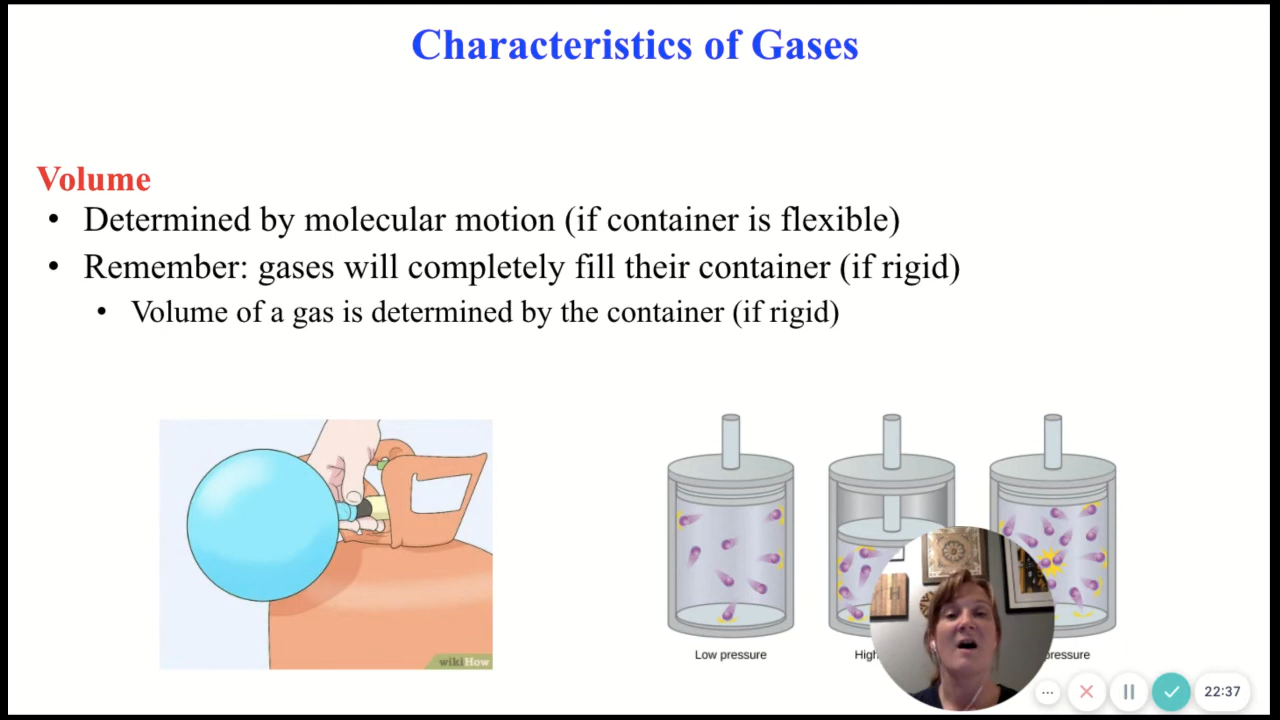 Characteristics of Gases
Volume
• Determined by molecular motion (if container is flexible)
• Remember: gases will completely fill their container (if rigid)
• Volume of a gas is determined by the container (if rigid)
wikiHow
Low pressure
High
pressure
22:37